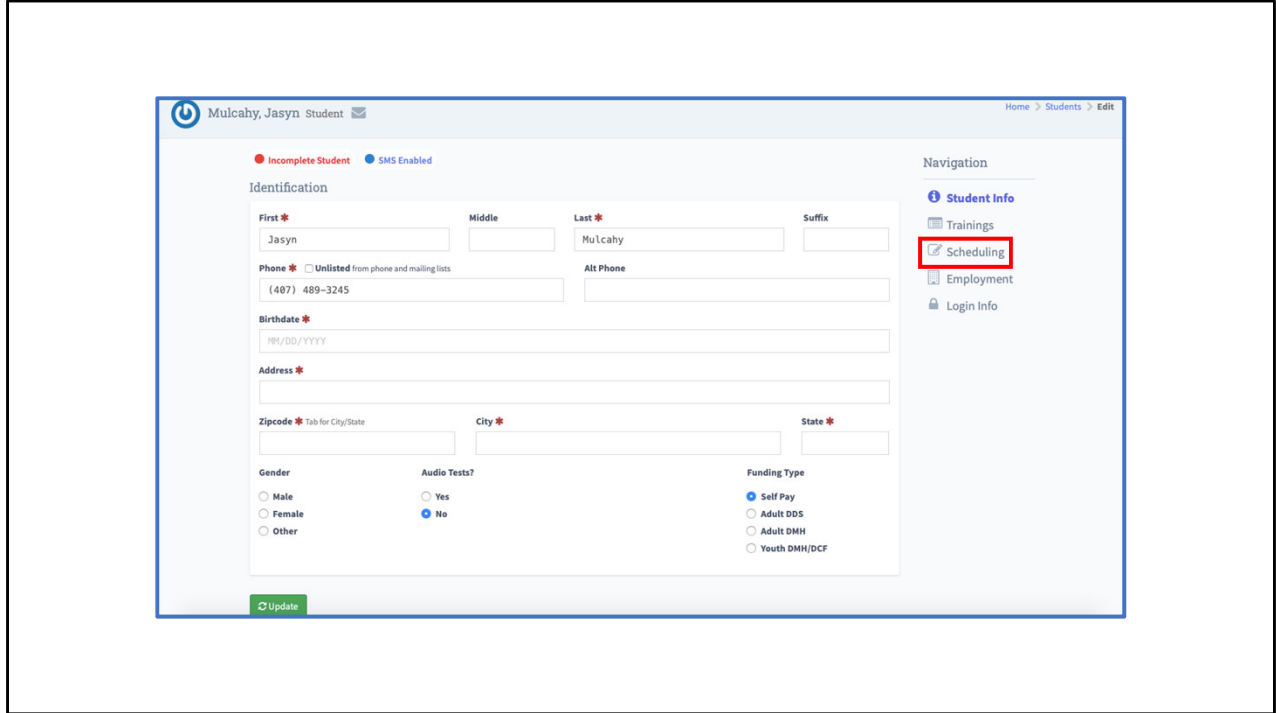 Mulcahy, Jasyn Student
Home > Students > Edit
Incomplete Student SMS Enabled
Identification
First * Middle Last * Suffix
Jasyn Mulcahy
Phone * Unlisted from phone and mailing lists Alt Phone
(407) 489-3245
Birthdate *
MM/DD/YYYY
Address *
Zipcode * Tab for City/State City * State *
Gender Audio Tests? Funding Type
Male Yes Self Pay
Female No Adult DDS
Other Adult DMH
Youth DMH/DCF
Update
Navigation
Student Info
Trainings
Scheduling
Employment
Login Info